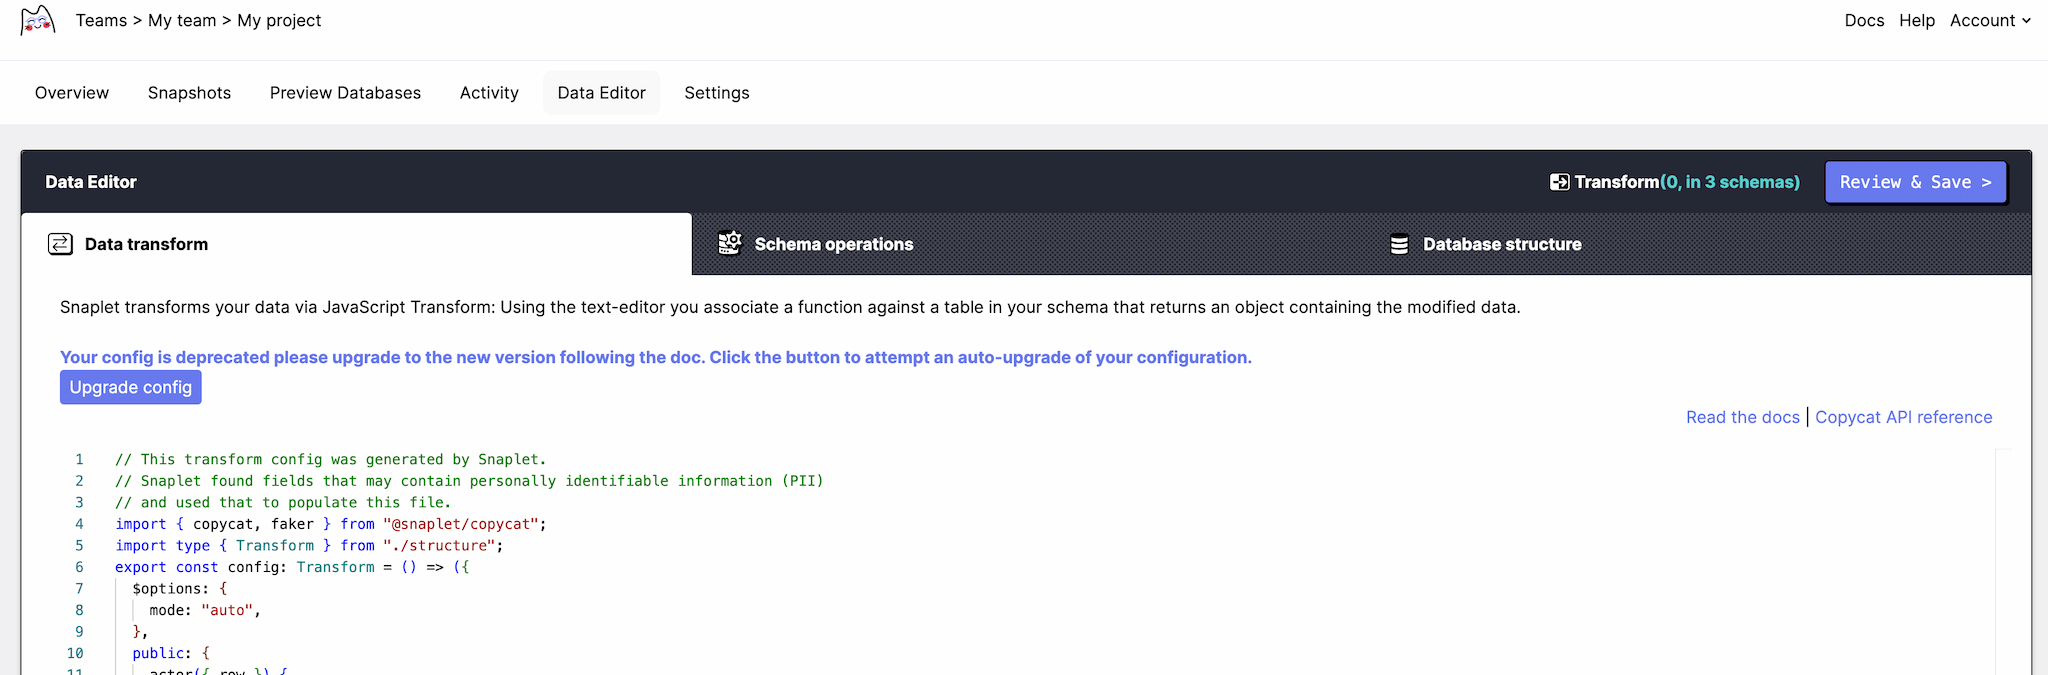 Teams > My team > My project
Docs Help Account
Overview Snapshots Preview Databases Activity Data Editor Settings
Data Editor
Transform(0, in 3 schemas) Review & Save >
Data transform Schema operations Database structure
Snaplet transforms your data via JavaScript Transform: Using the text-editor you associate a function against a table in your schema that returns an object containing the modified data.
Your config is deprecated please upgrade to the new version following the doc. Click the button to attempt an auto-upgrade of your configuration.
Upgrade config
Read the docs | Copycat API reference
1 // This transform config was generated by Snaplet.
2 // Snaplet found fields that may contain personally identifiable information (PII)
3 // and used that to populate this file.
4 import { copycat, faker } from "@snaplet/copycat";
5 import type { Transform } from "./structure";
6 export const config: Transform = () => ({
7 $options: {
8 mode: "auto",
9 },
10 public: {
11 actor({ row }) {